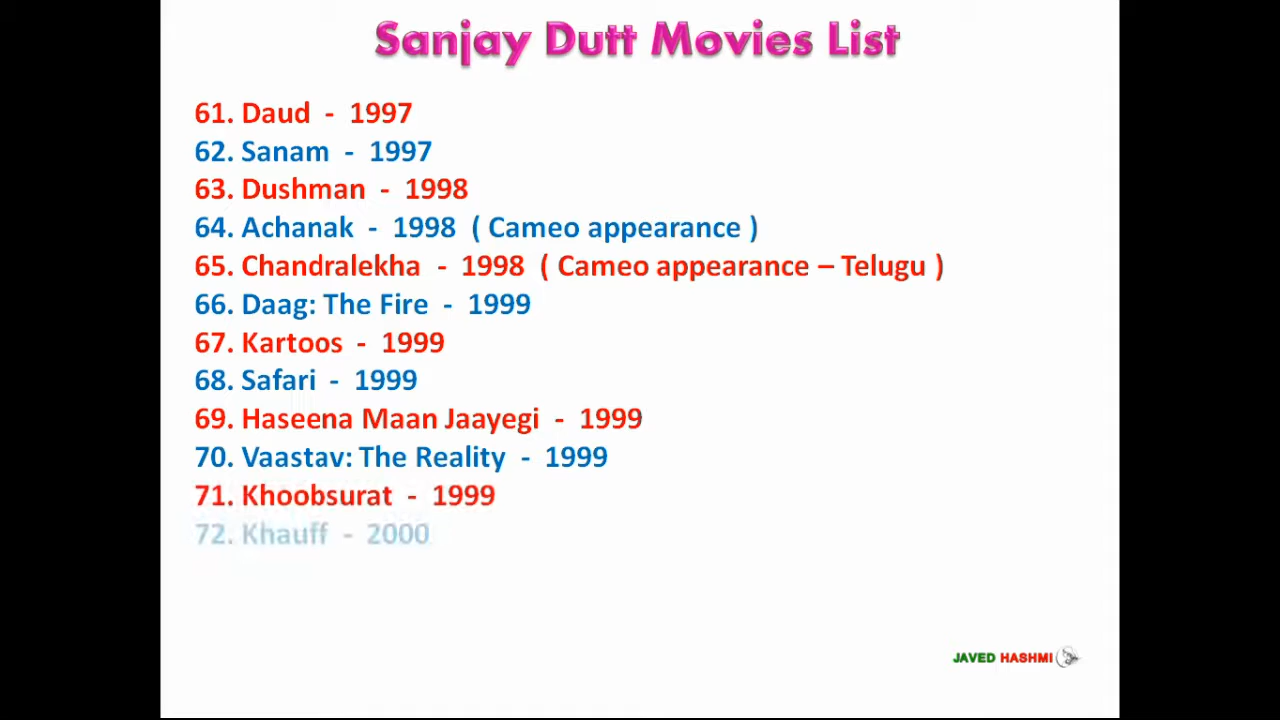 Sanjay Dutt Movies List
61. Daud - 1997
62. Sanam - 1997
63. Dushman - 1998
64. Achanak - 1998 ( Cameo appearance )
65. Chandralekha - 1998 ( Cameo appearance – Telugu )
66. Daag: The Fire - 1999
67. Kartoos - 1999
68. Safari - 1999
69. Haseena Maan Jaayegi - 1999
70. Vaastav: The Reality - 1999
71. Khoobsurat - 1999
72. Khauff - 2000
JAVED HASHMI